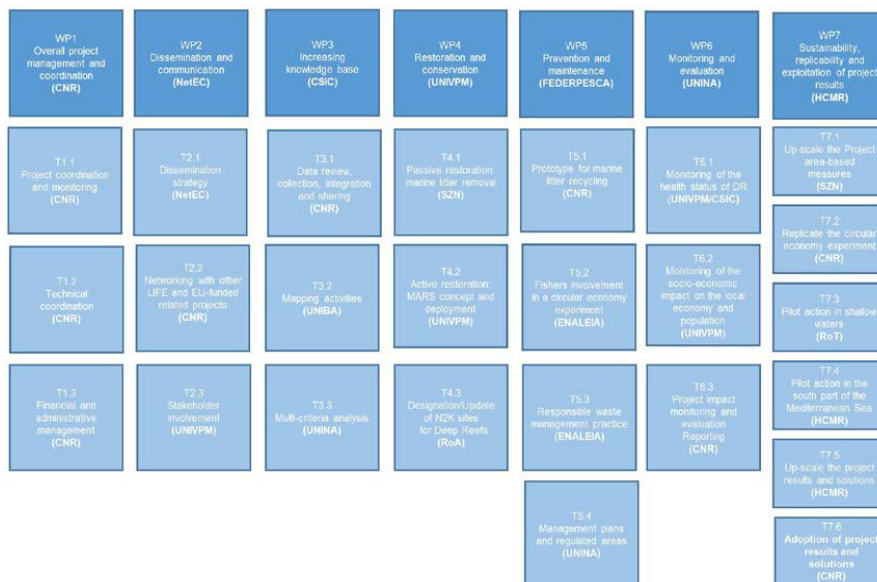 WP1
Overall project
management and
coordination
(CNR)
T1.1
Project coordination
and monitoring
(CNR)
T1.2
Technical
coordination
(CNR)
T1.3
Financial and
administrative
management
(CNR)
WP2
Dissemination and
communication
(NetEC)
T2.1
Dissemination
strategy
(NetEC)
T2.2
Networking with other
LIFE and EU-funded
related projects
(CNR)
T2.3
Stakeholder
involvement
(UNIVPM)
WP3
Increasing
knowledge base
(CSIC)
T3.1
Data review,
collection, integration
and sharing
(CNR)
T3.2
Mapping activities
(UNIBA)
T3.3
Multi-criteria analysis
(UNINA)
WP4
Restoration and
conservation
(UNIVPM)
T4.1
Passive restoration:
marine litter removal
(SZN)
T4.2
Active restoration:
MARS concept and
deployment
(UNIVPM)
T4.3
Designation/Update
of N2K sites
for Deep Reefs
(RoA)
WP5
Prevention and
maintenance
(FEDERPESCA)
T5.1
Prototype for marine
litter recycling
(CNR)
T5.2
Fishers involvement
in a circular economy
experiment
(ENALEIA)
T5.3
Responsible waste
management practice
(ENALEIA)
T5.4
Management plans
and regulated areas
(UNINA)
WP6
Monitoring and
evaluation
(UNINA)
T6.1
Monitoring of the
health status of DR
(UNIVPM/CSIC)
T6.2
Monitoring of the
socio-economic
impact on the local
economy and
population
(UNIVPM)
T6.3
Project impact
monitoring and
evaluation
Reporting
(CNR)
WP7
Sustainability,
replicability and
exploitation of project
results
(HCMR)
T7.1
Up-scale the Project
area-based
measures
(SZN)
T7.2
Replicate the circular
economy experiment
(CNR)
T7.3
Pilot action in shallow
waters
(RoT)
T7.4
Pilot action in the
south part of the
Mediterranean Sea
(HCMR)
T7.5
Up-scale the project
results and solutions
(HCMR)
T7.6
Adoption of project
results and
solutions
(CNR)